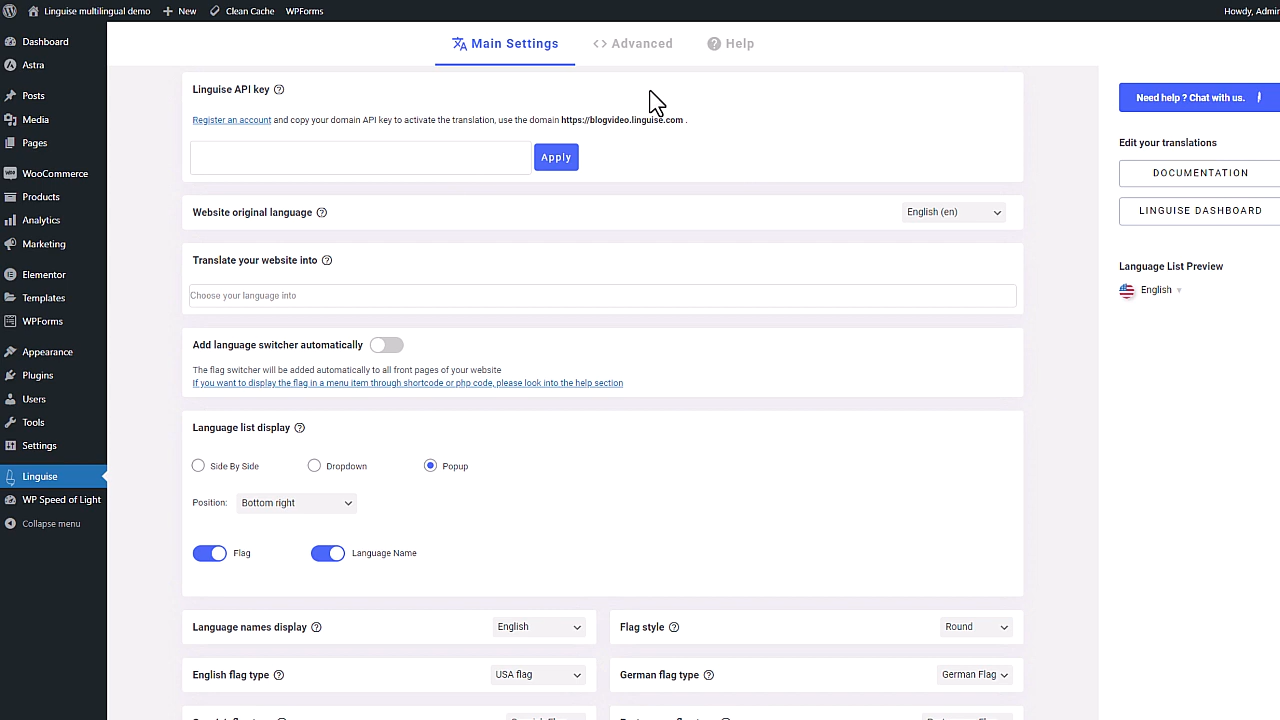 Linguise multilingual demo
New
Clean Cache
WPForms
Howdy, Admin
Dashboard
Astra
Posts
Media
Pages
WooCommerce
Products
Analytics
Marketing
Elementor
Templates
WPForms
Appearance
Plugins
Users
Tools
Settings
Linguise
WP Speed of Light
Collapse menu
Main Settings
Advanced
Help
Linguise API key
Register an account and copy your domain API key to activate the translation, use the domain https://blogvideo.linguise.com .
Apply
Website original language
English (en)
Translate your website into
Choose your language into
Add language switcher automatically
The flag switcher will be added automatically to all front pages of your website
If you want to display the flag in a menu item through shortcode or php code, please look into the help section
Language list display
Side By Side
Dropdown
Popup
Position:
Bottom right
Flag
Language Name
Language names display
English
Flag style
Round
English flag type
USA flag
German flag type
German Flag
Need help ? Chat with us.
Edit your translations
DOCUMENTATION
LINGUISE DASHBOARD
Language List Preview
English